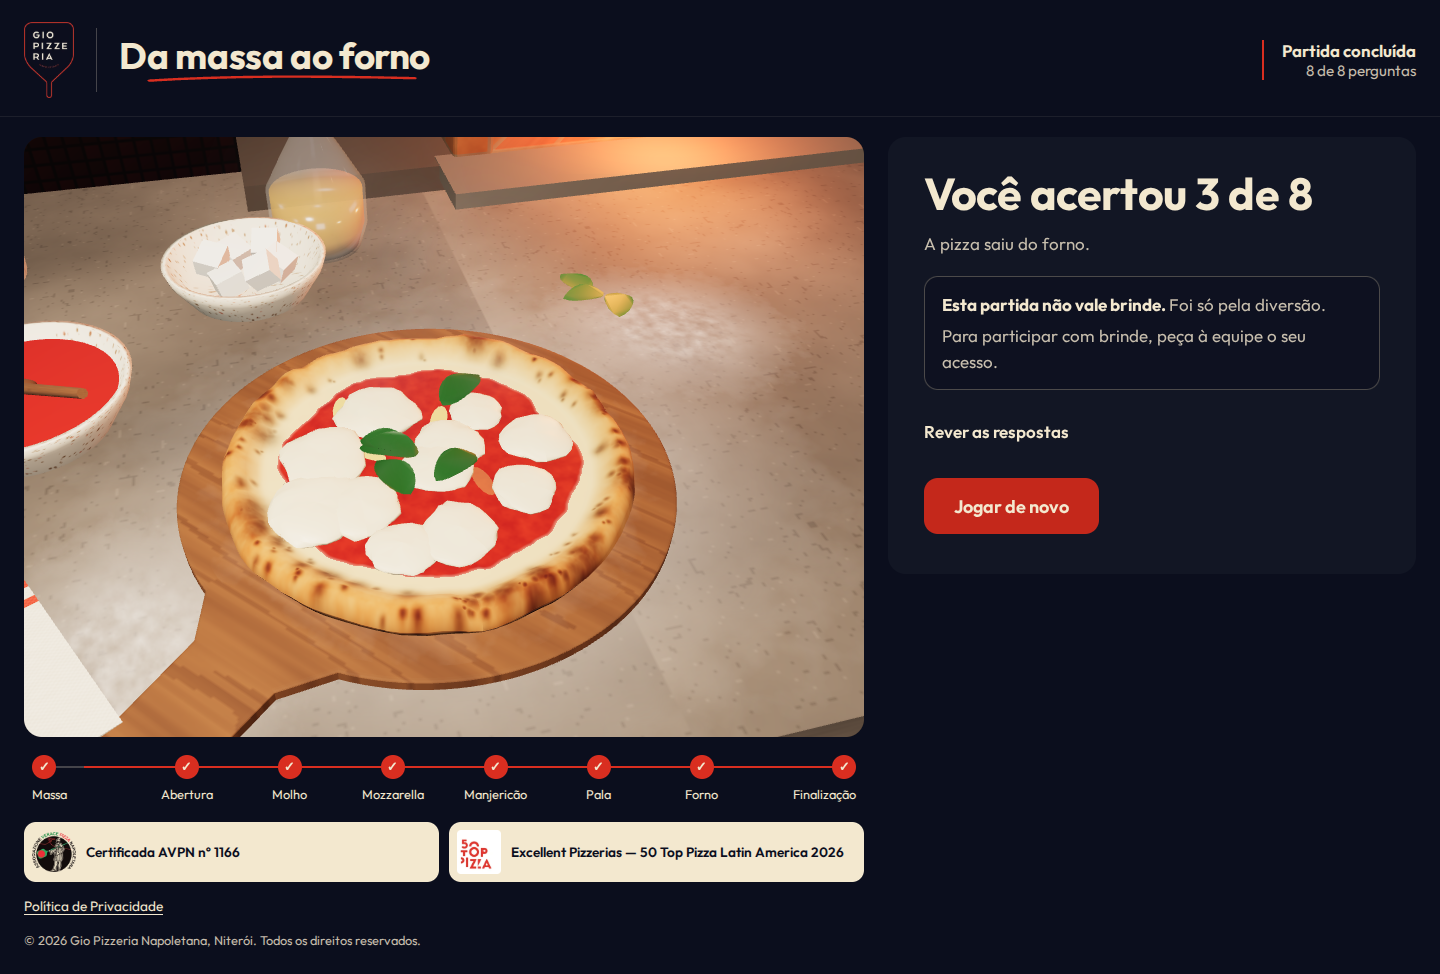 GIO
PIZZE
RIA
Da massa ao forno
Partida concluída
8 de 8 perguntas
Você acertou 3 de 8
A pizza saiu do forno.
Esta partida não vale brinde. Foi só pela diversão.
Para participar com brinde, peça à equipe o seu
acesso.
Rever as respostas
Jogar de novo
Massa
Abertura
Molho
Mozzarella
Manjericão
Pala
Forno
Finalização
Certificada AVPN nº 1166
5
TOP
PIZZA
Excellent Pizzerias — 50 Top Pizza Latin America 2026
Política de Privacidade
© 2026 Gio Pizzeria Napoletana, Niterói. Todos os direitos reservados.